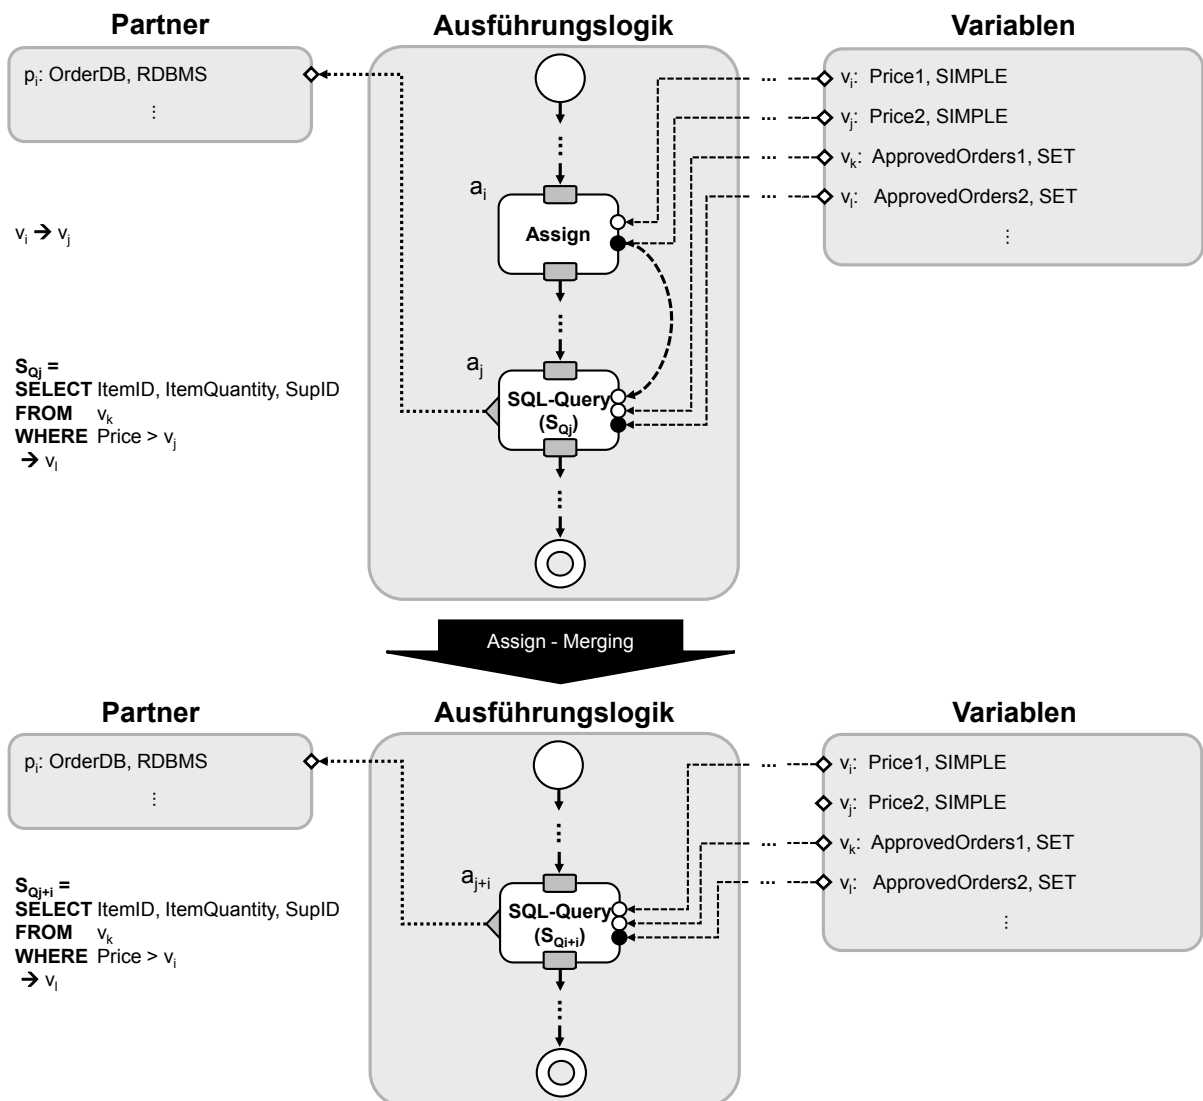 Partner
Ausführungslogik
Variablen
pi: OrderDB, RDBMS
⋮
vi ➔ vj
SQj =
SELECT ItemID, ItemQuantity, SupID
FROM vk
WHERE Price > vj
➔ vl
ai
Assign
aj
SQL-Query
(SQj)
...
vi: Price1, SIMPLE
...
vj: Price2, SIMPLE
...
vk: ApprovedOrders1, SET
...
vl: ApprovedOrders2, SET
⋮
Assign - Merging
Partner
Ausführungslogik
Variablen
pi: OrderDB, RDBMS
⋮
SQj+i =
SELECT ItemID, ItemQuantity, SupID
FROM vk
WHERE Price > vi
➔ vl
aj+i
SQL-Query
(SQi+i)
...
vi: Price1, SIMPLE
vj: Price2, SIMPLE
...
vk: ApprovedOrders1, SET
...
vl: ApprovedOrders2, SET
⋮